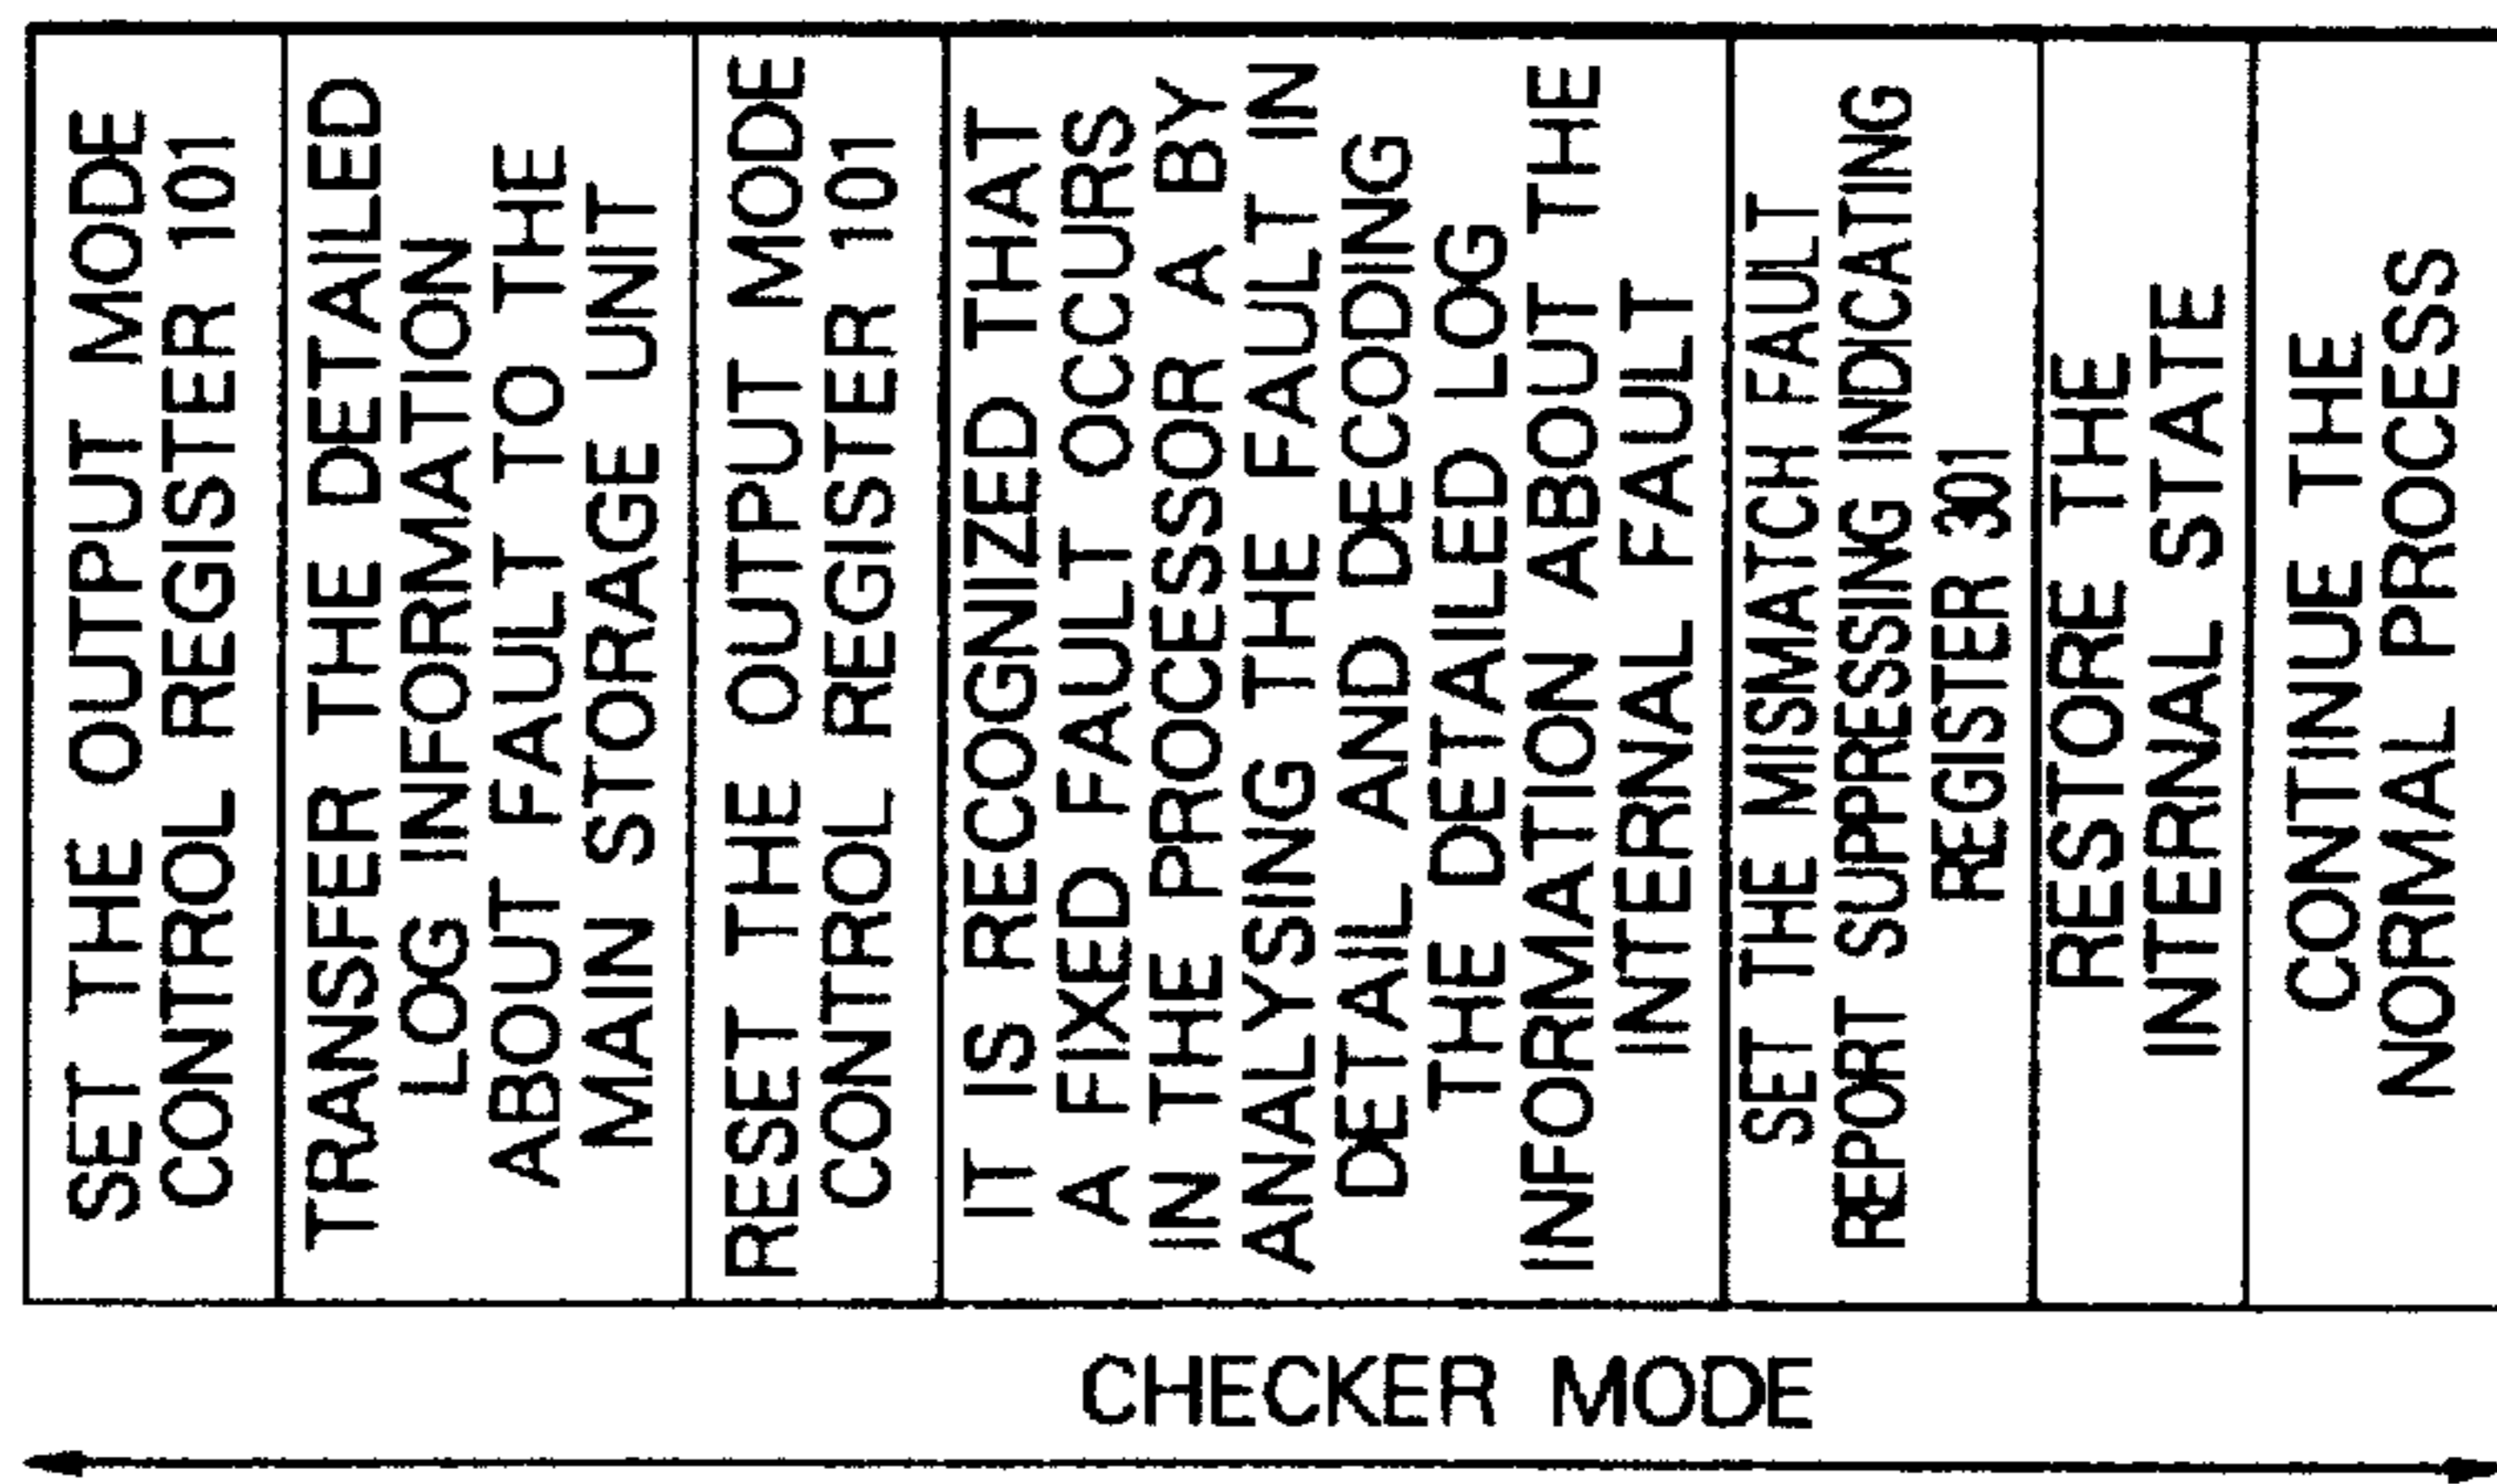 SET THE OUTPUT MODE
CONTROL REGISTER 101
TRANSFER THE DETAILED
LOG INFORMATION
ABOUT FAULT TO THE
MAIN STORAGE UNIT
RESET THE OUTPUT MODE
CONTROL REGISTER 101
IT IS RECOGNIZED THAT
A FIXED FAULT OCCURS
IN THE PROCESSOR A BY
ANALYSING THE FAULT IN
DETAIL AND DECODING
THE DETAILED LOG
INFORMATION ABOUT THE
INTERNAL FAULT
SET THE MISMATCH FAULT
REPORT SUPPRESSING INDICATING
REGISTER 301
RESTORE THE
INTERNAL STATE
CONTINUE THE
NORMAL PROCESS
CHECKER MODE